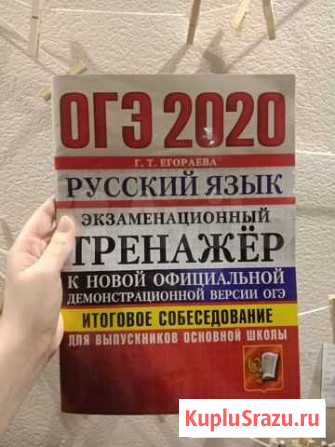 ОГЭ 2020
Г. Т. ЕГОРАЕВА
РУССКИЙ ЯЗЫК
ЭКЗАМЕНАЦИОННЫЙ
ТРЕНАЖЁР
К НОВОЙ ОФИЦИАЛЬНОЙ
ДЕМОНСТРАЦИОННОЙ ВЕРСИИ ОГЭ
ИТОГОВОЕ СОБЕСЕДОВАНИЕ
ДЛЯ ВЫПУСКНИКОВ ОСНОВНОЙ ШКОЛЫ
KupluSrazu.ru